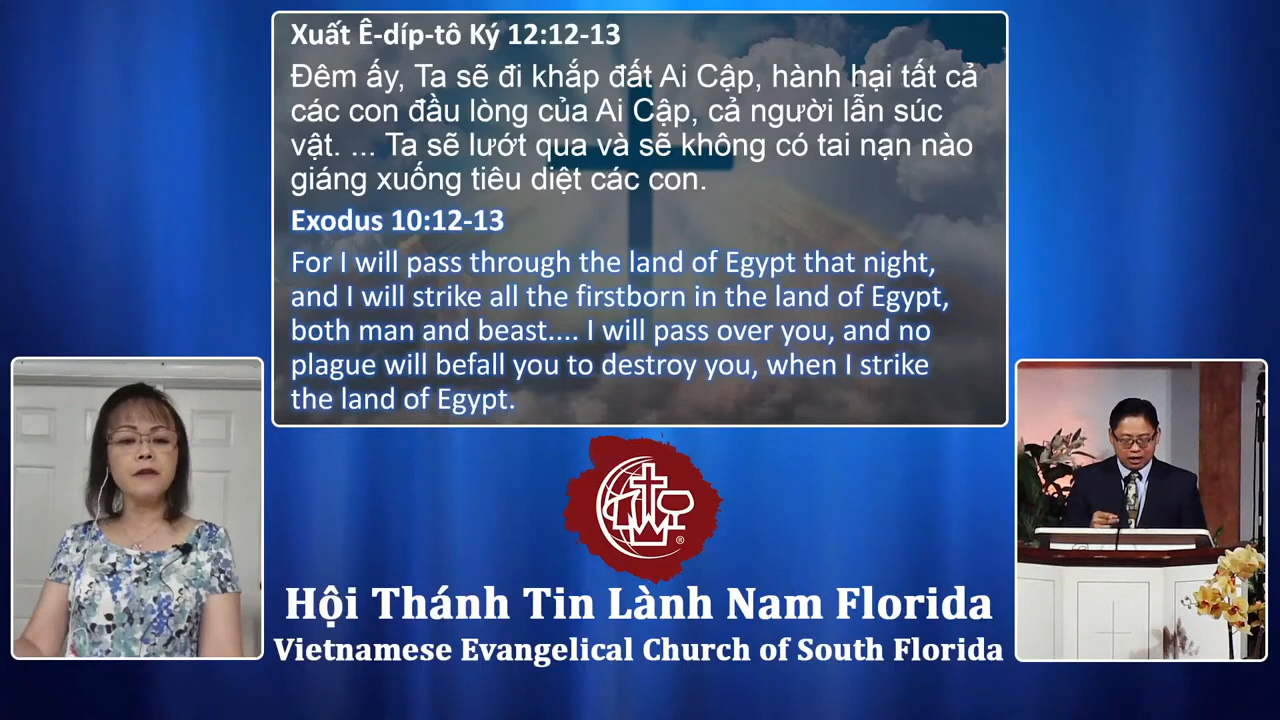 Xuất Ê-díp-tô Ký 12:12-13
Đêm ấy, Ta sẽ đi khắp đất Ai Cập, hành hại tất cả
các con đầu lòng của Ai Cập, cả người lẫn súc
vật. ... Ta sẽ lướt qua và sẽ không có tai nạn nào
giáng xuống tiêu diệt các con.
Exodus 10:12-13
For I will pass through the land of Egypt that night,
and I will strike all the firstborn in the land of Egypt,
both man and beast.... I will pass over you, and no
plague will befall you to destroy you, when I strike
the land of Egypt.
®
Hội Thánh Tin Lành Nam Florida
Vietnamese Evangelical Church of South Florida